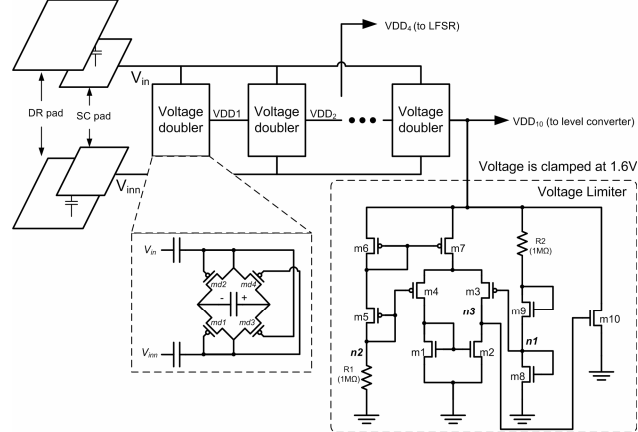 VDD4 (to LFSR)
Vin
DR pad
SC pad
Voltage doubler
VDD1
Voltage doubler
VDD2
Voltage doubler
VDD10 (to level converter)
Vinn
Voltage is clamped at 1.6V
Voltage Limiter
Vin
md2
md4
- +
md1
md3
Vinn
m6
m7
R2
(1MΩ)
m4
m3
m5
n3
m9
m10
n2
m1
m2
n1
R1
(1MΩ)
m8